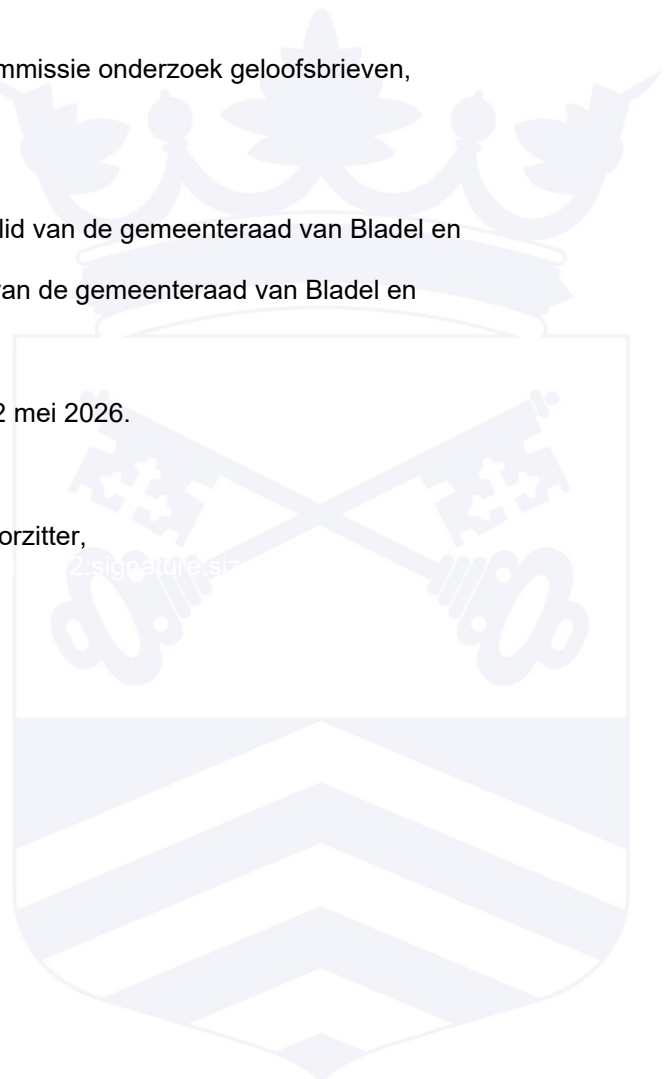 mmissie onderzoek geloofsbrieven,
lid van de gemeenteraad van Bladel en
van de gemeenteraad van Bladel en
2 mei 2026.
orzitter,
2:signature:siz